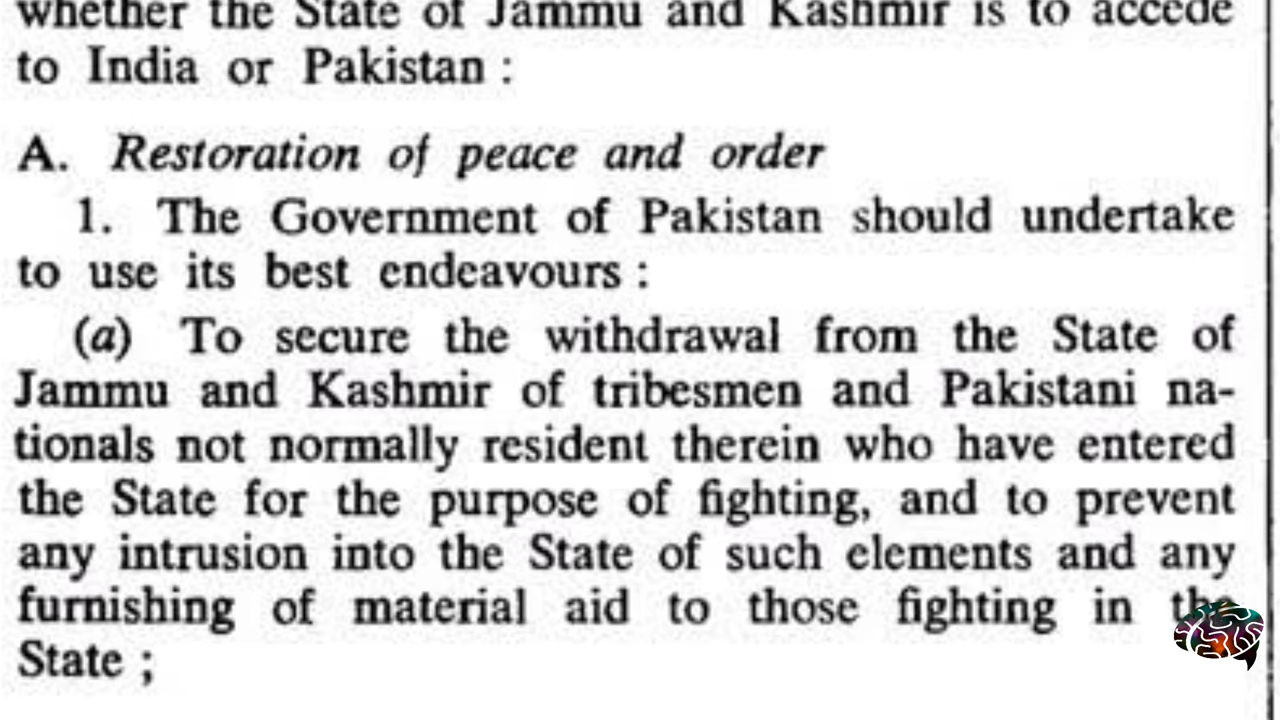 whether the State of Jammu and Kashmir is to accede
to India or Pakistan :
A. Restoration of peace and order
1. The Government of Pakistan should undertake
to use its best endeavours :
(a) To secure the withdrawal from the State of
Jammu and Kashmir of tribesmen and Pakistani na-
tionals not normally resident therein who have entered
the State for the purpose of fighting, and to prevent
any intrusion into the State of such elements and any
furnishing of material aid to those fighting in the
State ;